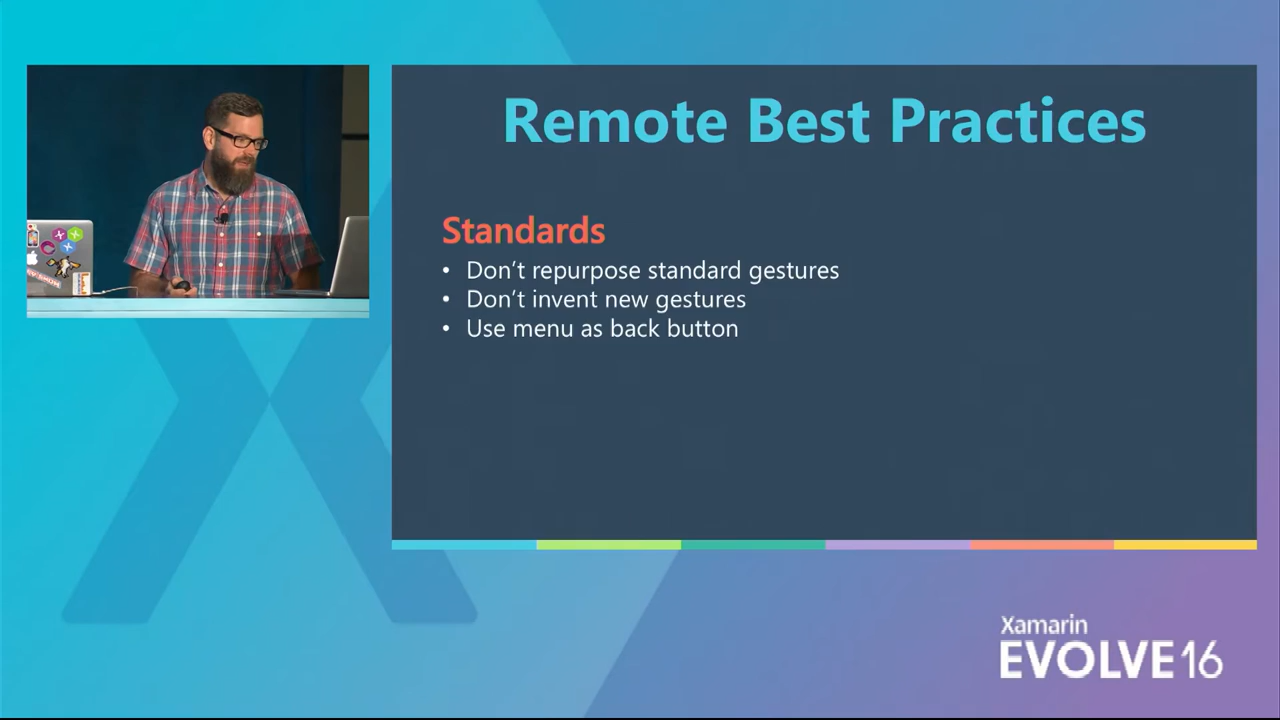 Remote Best Practices
Standards
• Don’t repurpose standard gestures
• Don’t invent new gestures
• Use menu as back button
Xamarin
EVOLVE16